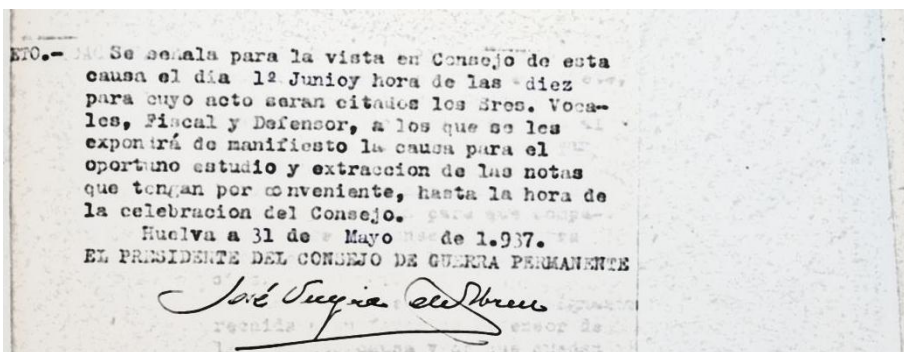 ETO.- Se señala para la vista en Consejo de esta
causa el día 1º Junioy hora de las diez
para cuyo acto seran citados los Sres. Voca-
les, Fiscal y Defensor, a los que se les
expondrá de manifiesto la causa para el
oportuno estudio y extraccion de las notas
que tengan por conveniente, hasta la hora de
la celebracion del Consejo.
Huelva a 31 de Mayo de 1.937.
EL PRESIDENTE DEL CONSEJO DE GUERRA PERMANENTE
José